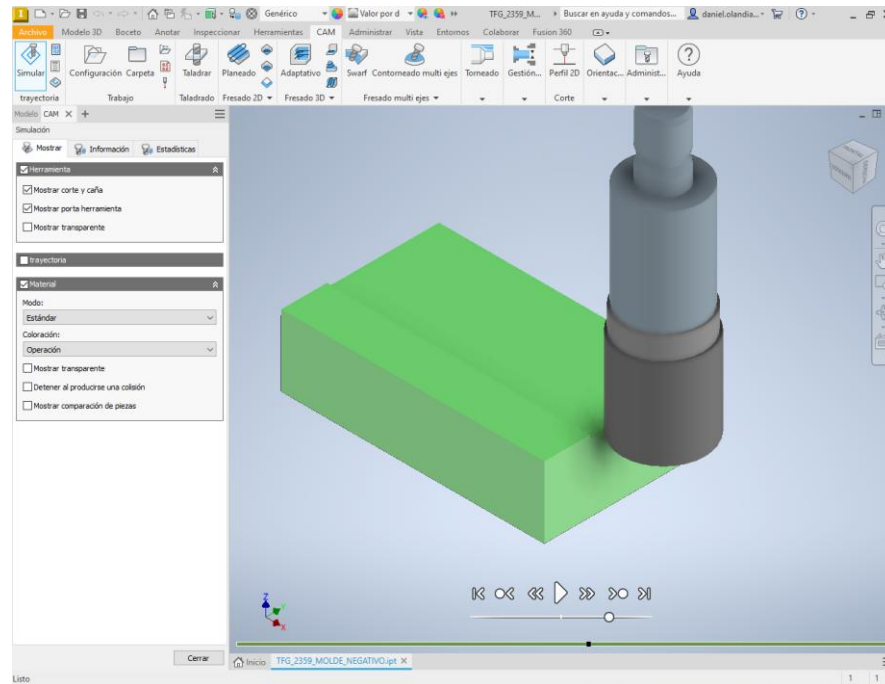 Genérico
Valor por d
TFG_2359_M...
Buscar en ayuda y comandos...
daniel.olandia...
Archivo Modelo 3D Boceto Anotar Inspeccionar Herramientas CAM Administrar Vista Entornos Colaborar Fusion 360
Simular Configuración Carpeta Taladrar Planeado Adaptativo Swarf Contorneado multi ejes Torneado Gestión... Perfil 2D Orientac... Administ... Ayuda
trayectoria Trabajo Taladrado Fresado 2D Fresado 3D Fresado multi ejes Corte
Modelo CAM
Simulación
Mostrar Información Estadísticas
Herramienta
Mostrar corte y caña
Mostrar porta herramienta
Mostrar transparente
trayectoria
Material
Modo:
Estándar
Coloración:
Operación
Mostrar transparente
Detener al producirse una colisión
Mostrar comparación de piezas
Z
Y
X
Cerrar
Inicio TFG_2359_MOLDE_NEGATIVO.ipt
Listo
1 1